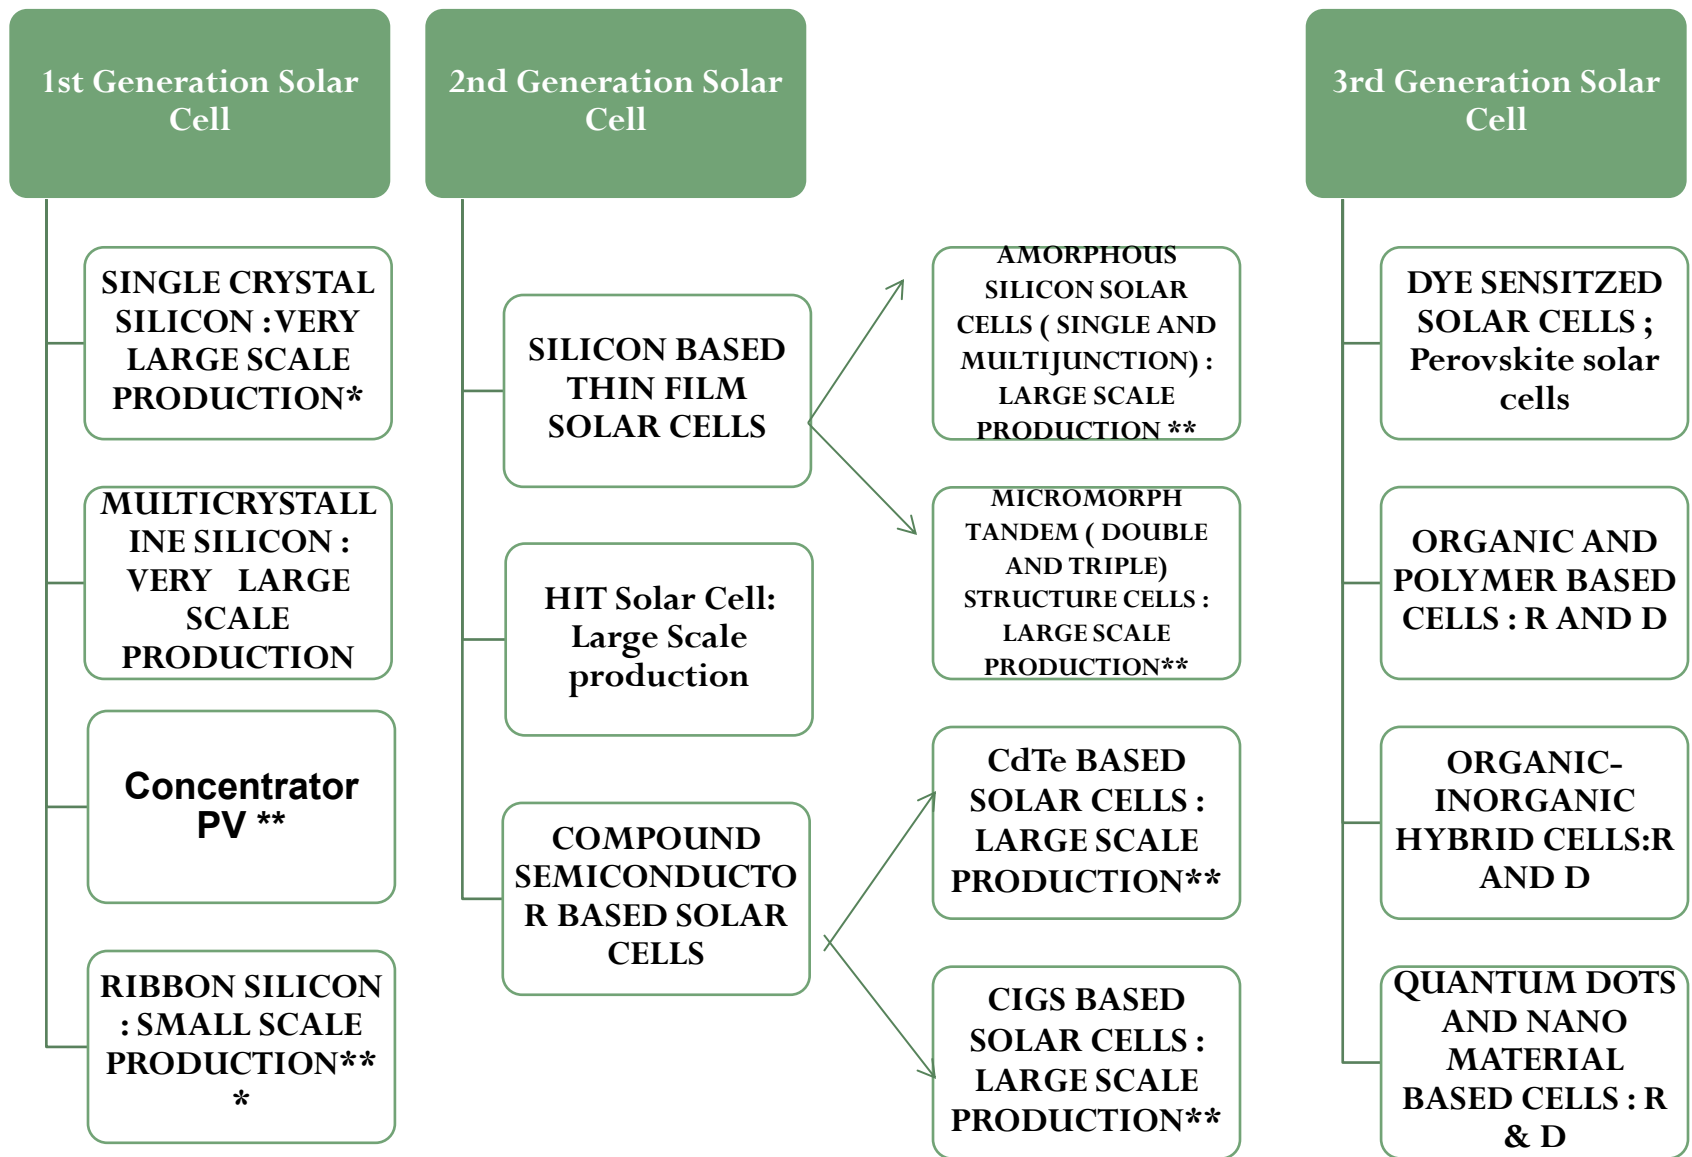 1st Generation Solar
Cell
SINGLE CRYSTAL
SILICON :VERY
LARGE SCALE
PRODUCTION*
MULTICRYSTALL
INE SILICON :
VERY LARGE
SCALE
PRODUCTION
Concentrator
PV **
RIBBON SILICON
: SMALL SCALE
PRODUCTION**
*
2nd Generation Solar
Cell
SILICON BASED
THIN FILM
SOLAR CELLS
HIT Solar Cell:
Large Scale
production
COMPOUND
SEMICONDUCTO
R BASED SOLAR
CELLS
AMORPHOUS
SILICON SOLAR
CELLS ( SINGLE AND
MULTIJUNCTION) :
LARGE SCALE
PRODUCTION **
MICROMORPH
TANDEM ( DOUBLE
AND TRIPLE)
STRUCTURE CELLS :
LARGE SCALE
PRODUCTION**
CdTe BASED
SOLAR CELLS :
LARGE SCALE
PRODUCTION**
CIGS BASED
SOLAR CELLS :
LARGE SCALE
PRODUCTION**
3rd Generation Solar
Cell
DYE SENSITZED
SOLAR CELLS ;
Perovskite solar
cells
ORGANIC AND
POLYMER BASED
CELLS : R AND D
ORGANIC-
INORGANIC
HYBRID CELLS:R
AND D
QUANTUM DOTS
AND NANO
MATERIAL
BASED CELLS : R
& D